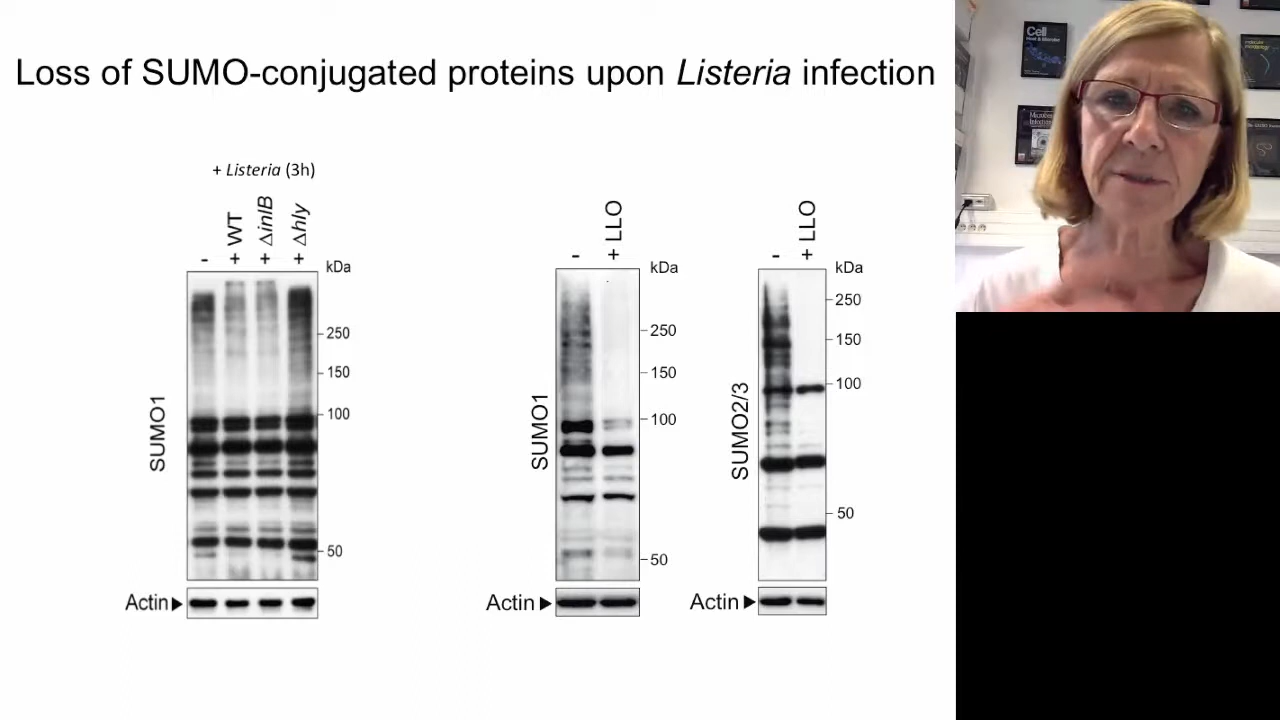 Loss of SUMO-conjugated proteins upon Listeria infection
+ Listeria (3h)
WT
ΔinlB
Δhly
- + + +
kDa
250
150
100
50
SUMO1
Actin
+ LLO
-
kDa
250
150
100
50
SUMO1
Actin
+ LLO
-
kDa
250
150
100
50
SUMO2/3
Actin
Cell